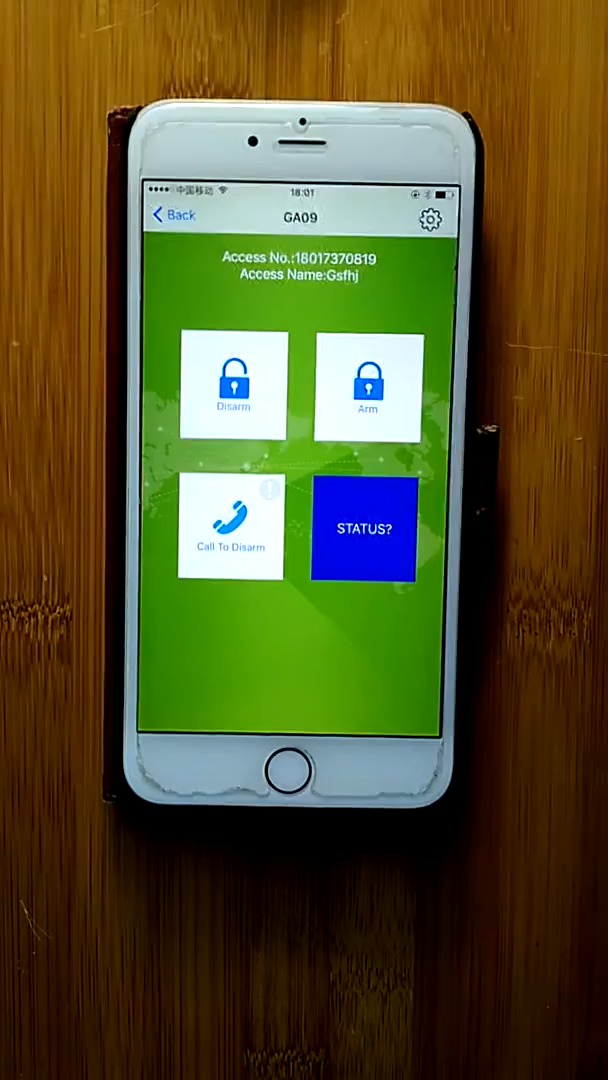 中国移动
18:01
Back
GA09
Access No.:18017370819
Access Name:Gsfhj
Disarm
Arm
!
Call To Disarm
STATUS?